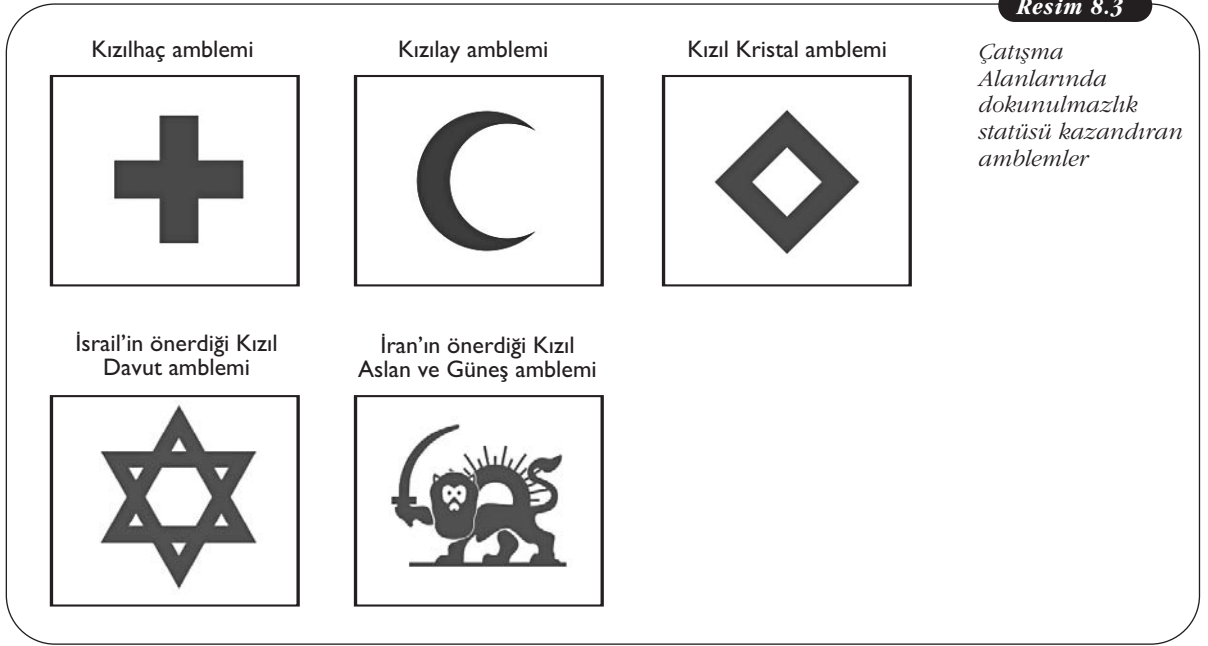 Resim 8.3
Kızılhaç amblemi
Kızılay amblemi
Kızıl Kristal amblemi
Çatışma
Alanlarında
dokunulmazlık
statüsü kazandıran
amblemler
İsrail'in önerdiği Kızıl
Davut amblemi
İran'ın önerdiği Kızıl
Aslan ve Güneş amblemi